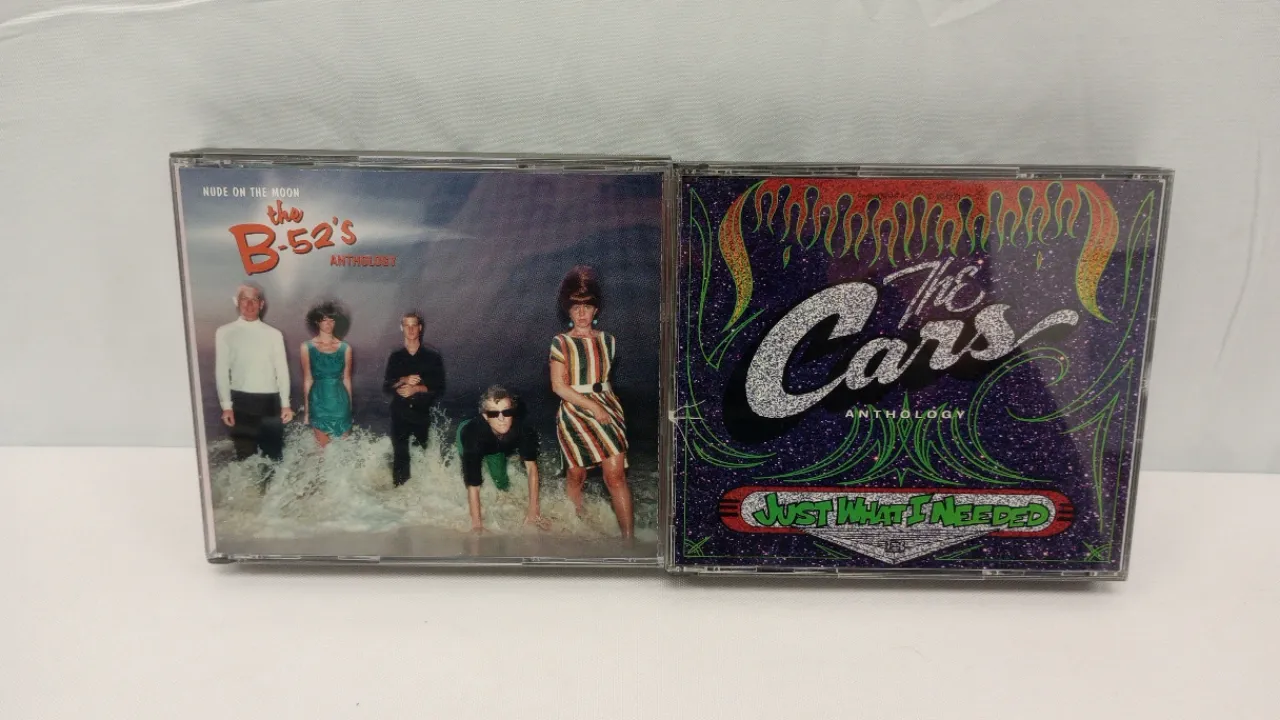 NUDE ON THE MOON
the
B-52's
ANTHOLOGY
THE
Cars
ANTHOLOGY
JUST WHAT I NEEDED